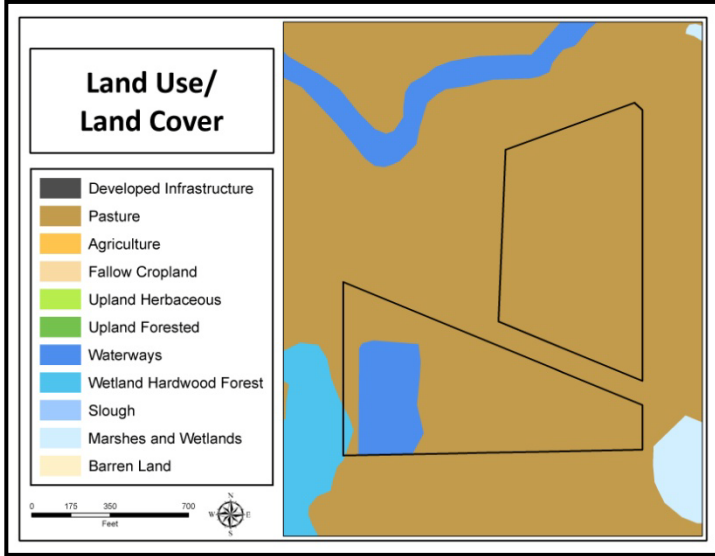 Land Use/
Land Cover
Developed Infrastructure
Pasture
Agriculture
Fallow Cropland
Upland Herbaceous
Upland Forested
Waterways
Wetland Hardwood Forest
Slough
Marshes and Wetlands
Barren Land
0 175 350 700
Feet
N
W E
S